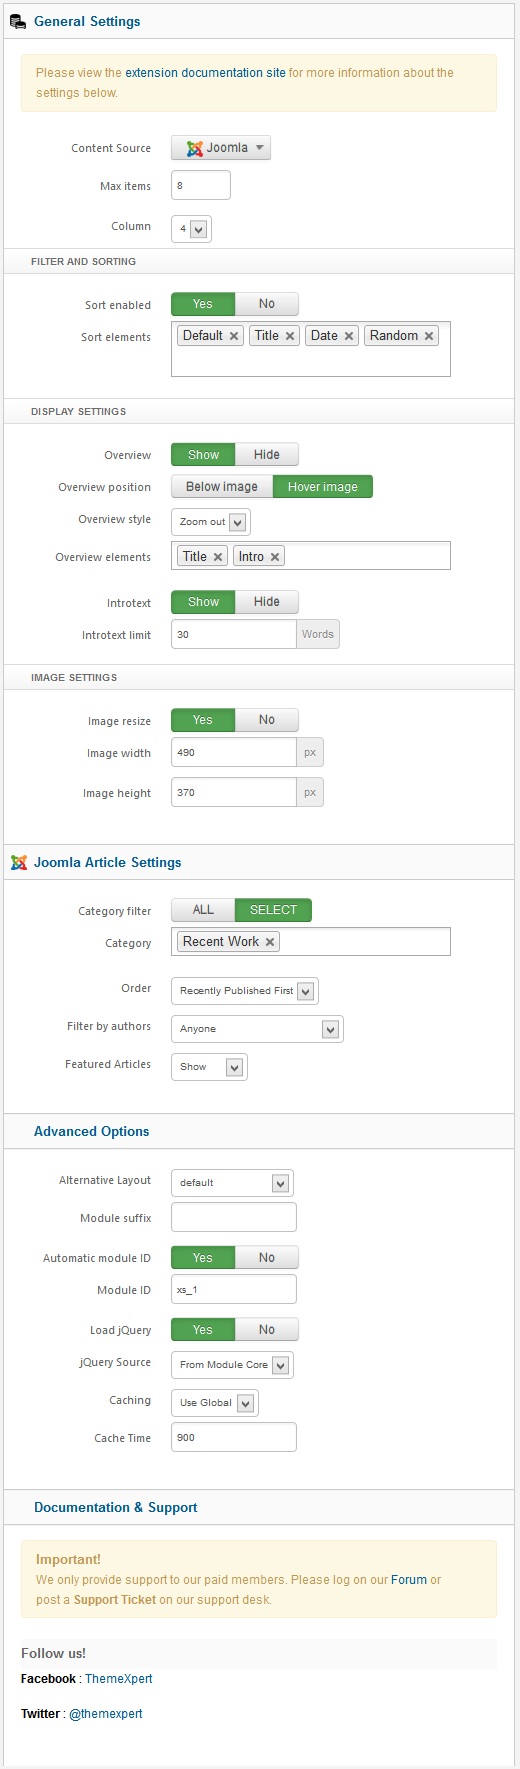 General Settings
Please view the extension documentation site for more information about the
settings below.
Content Source Joomla
Max items 8
Column 4
FILTER AND SORTING
Sort enabled Yes No
Sort elements Default × Title × Date × Random ×
DISPLAY SETTINGS
Overview Show Hide
Overview position Below image Hover image
Overview style Zoom out
Overview elements Title × Intro ×
Introtext Show Hide
Introtext limit 30 Words
IMAGE SETTINGS
Image resize Yes No
Image width 490 px
Image height 370 px
Joomla Article Settings
Category filter ALL SELECT
Category Recent Work ×
Order Recently Published First
Filter by authors Anyone
Featured Articles Show
Advanced Options
Alternative Layout default
Module suffix
Automatic module ID Yes No
Module ID xs_1
Load jQuery Yes No
jQuery Source From Module Core
Caching Use Global
Cache Time 900
Documentation & Support
Important!
We only provide support to our paid members. Please log on our Forum or
post a Support Ticket on our support desk.
Follow us!
Facebook : ThemeXpert
Twitter : @themexpert